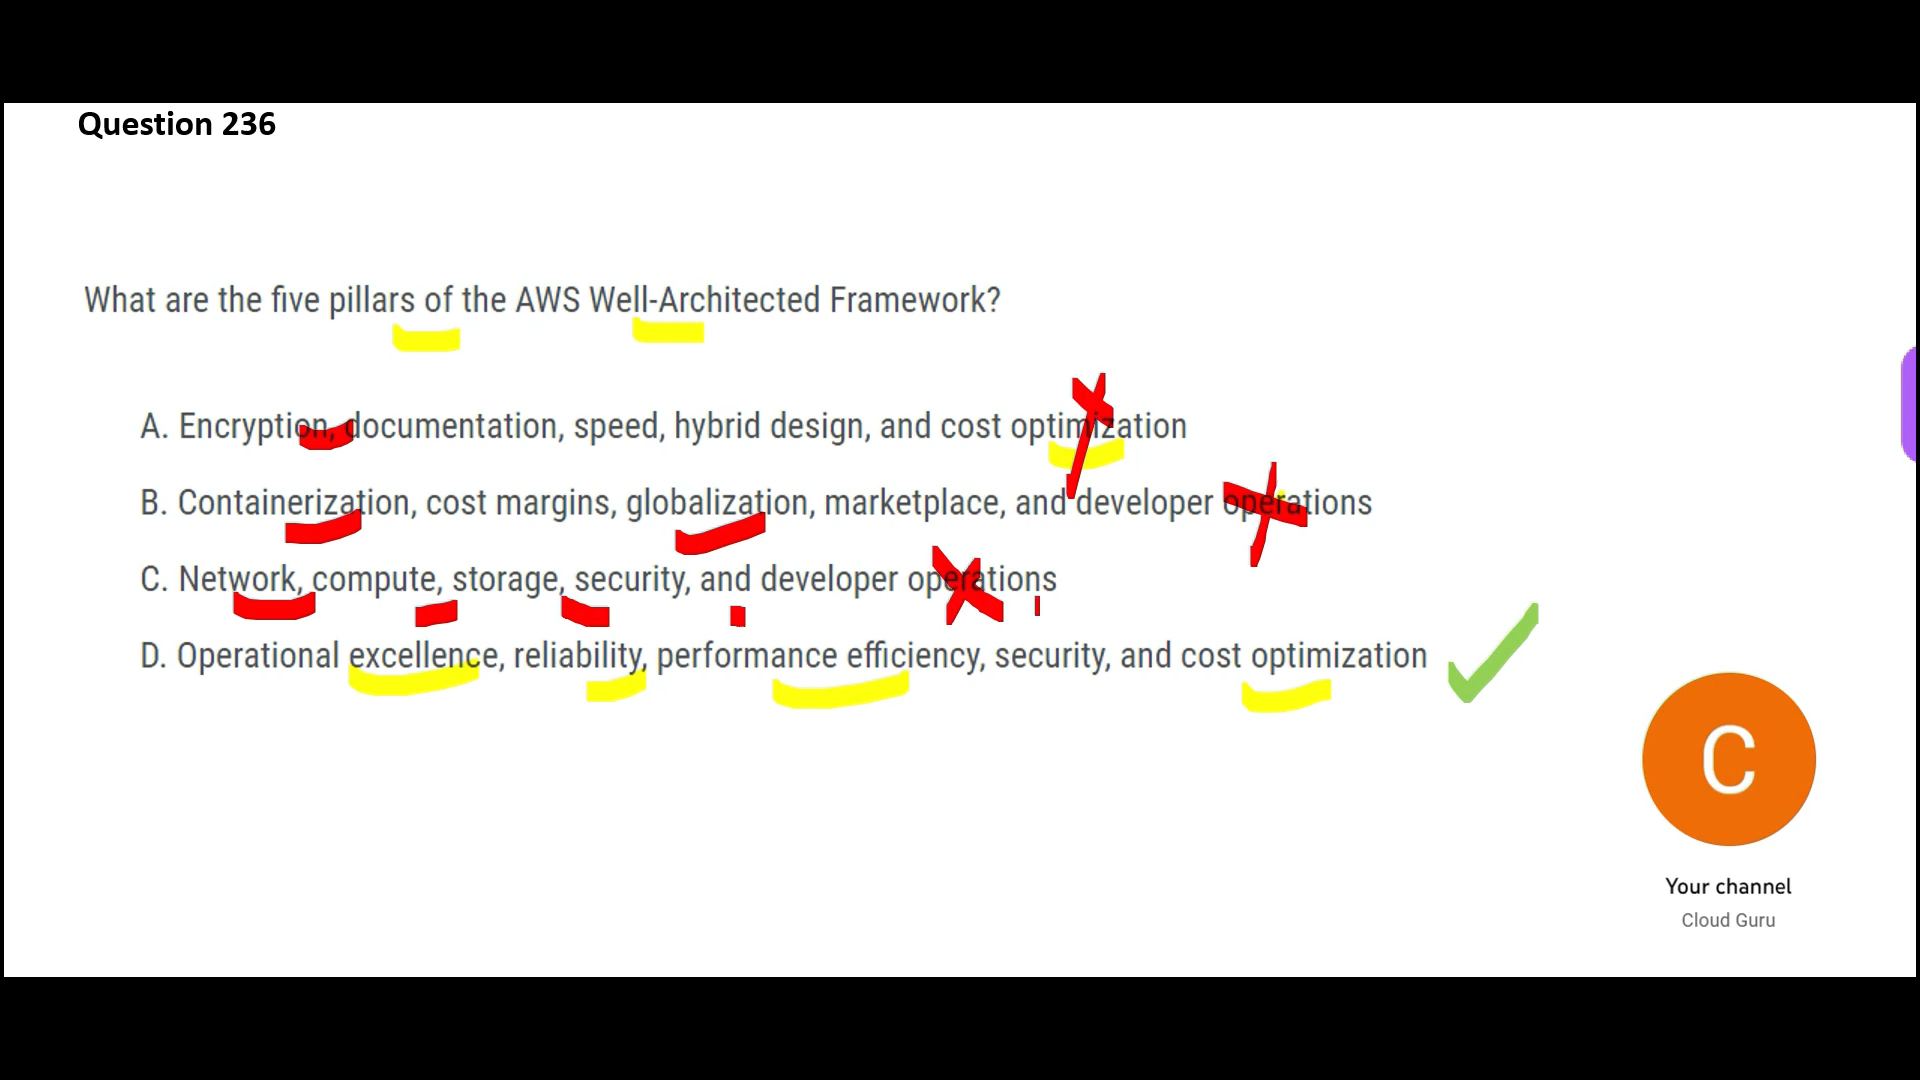 Question 236
What are the five pillars of the AWS Well-Architected Framework?
A. Encryption, documentation, speed, hybrid design, and cost optimization
B. Containerization, cost margins, globalization, marketplace, and developer operations
C. Network, compute, storage, security, and developer operations
D. Operational excellence, reliability, performance efficiency, security, and cost optimization
C
Your channel
Cloud Guru